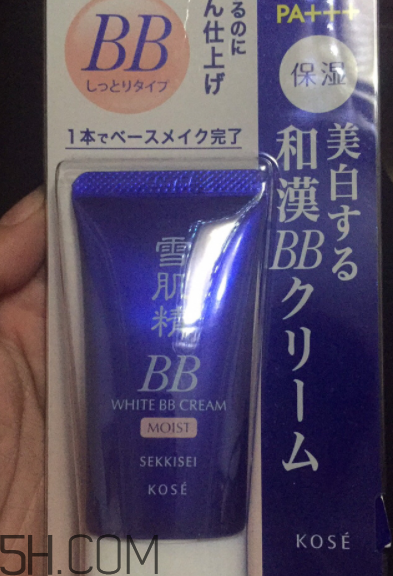 PA+++
保湿
美白する
和漢BBクリーム
KOSÉ
るのに
ん仕上げ
BB
しっとりタイプ
1本でベースメイク完了
雪肌精
BB
WHITE BB CREAM
MOIST
SEKKISEI
KOSÉ
5H.COM